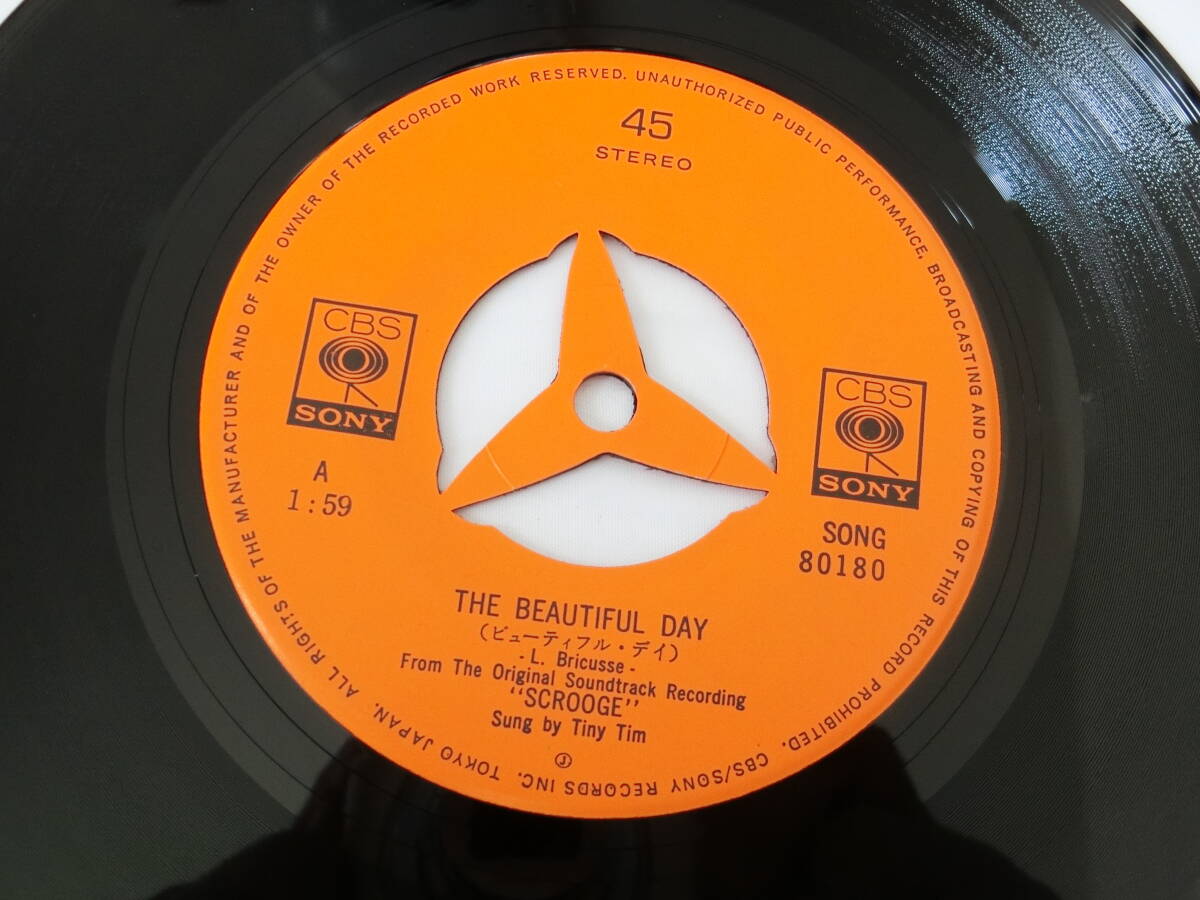 45
STEREO
CBS
SONY
CBS
SONY
A
1:59
SONG
80180
THE BEAUTIFUL DAY
(ビューティフル・デイ)
- L. Bricusse -
From The Original Soundtrack Recording
"SCROOGE"
Sung by Tiny Tim
Ⓟ
ALL RIGHTS OF THE MANUFACTURER AND OF THE OWNER OF THE RECORDED WORK RESERVED. UNAUTHORIZED PUBLIC PERFORMANCE, BROADCASTING AND COPYING OF THIS RECORD PROHIBITED. CBS/SONY RECORDS INC. TOKYO JAPAN.